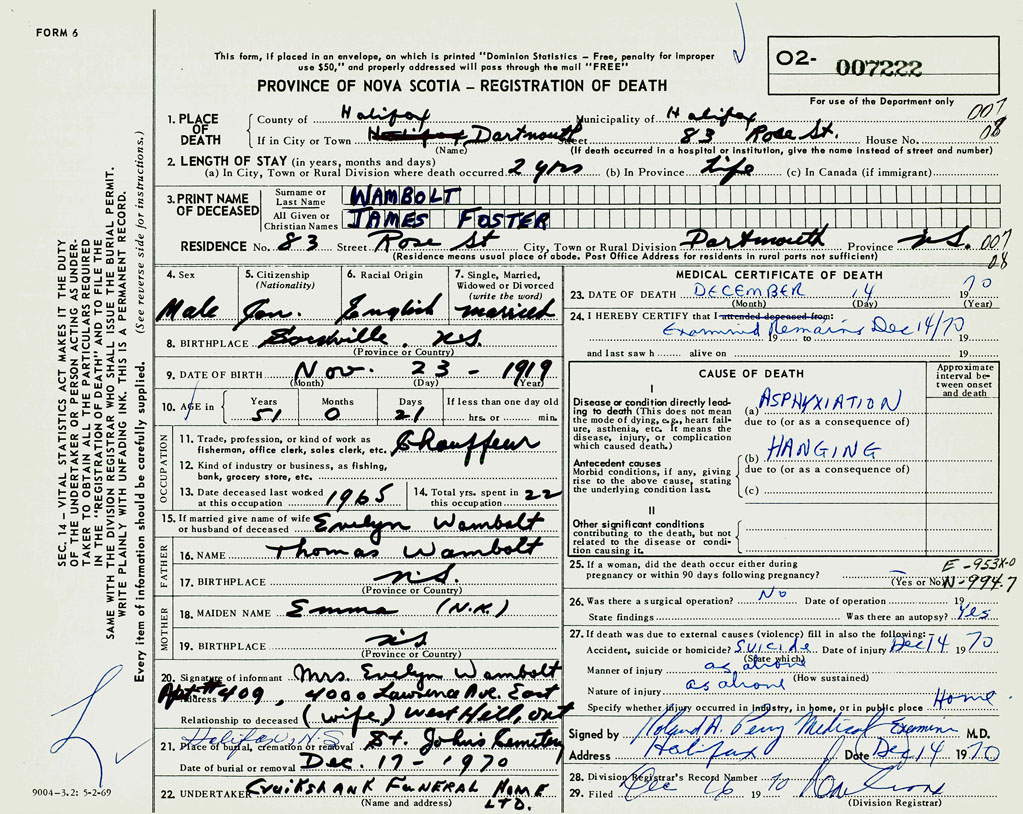 FORM 6
This form, if placed in an envelope, on which is printed "Dominion Statistics – Free, penalty for improper
use $50," and properly addressed will pass through the mail "FREE"
O2- 007222
For use of the Department only
PROVINCE OF NOVA SCOTIA – REGISTRATION OF DEATH
1. PLACE OF DEATH
County of Halifax Municipality of Halifax 007
If in City or Town Halifax Dartmouth Street 83 Rose St. House No. 08
(Name) (If death occurred in a hospital or institution, give the name instead of street and number)
2. LENGTH OF STAY (in years, months and days)
(a) In City, Town or Rural Division where death occurred 2 yrs (b) In Province Life (c) In Canada (if immigrant)
3. PRINT NAME OF DECEASED
Surname or Last Name WAMBOLT
All Given or Christian Names JAMES FOSTER
RESIDENCE No. 83 Street Rose St City, Town or Rural Division Dartmouth Province N.S. 007
(Residence means usual place of abode. Post Office Address for residents in rural parts not sufficient) 08
4. Sex Male
5. Citizenship (Nationality) Can.
6. Racial Origin English
7. Single, Married, Widowed or Divorced (write the word) married
8. BIRTHPLACE N.S.
(Province or Country)
9. DATE OF BIRTH Nov. 23 – 1919
(Month) (Day) (Year)
10. AGE in Years 51 Months 0 Days 21 If less than one day old hrs. or min.
OCCUPATION
11. Trade, profession, or kind of work as fisherman, office clerk, sales clerk, etc. Chauffeur
12. Kind of industry or business, as fishing, bank, grocery store, etc.
13. Date deceased last worked at this occupation 1965
14. Total yrs. spent in this occupation 22
15. If married give name of wife or husband of deceased Evelyn Wambolt
FATHER
16. NAME Thomas Wambolt
17. BIRTHPLACE N.S.
(Province or Country)
MOTHER
18. MAIDEN NAME Emma (N.K.)
19. BIRTHPLACE N.S.
(Province or Country)
20. Signature of informant Mrs. Evelyn Wambolt
Address Apt #409, 4000 Lawrence Ave. East
Relationship to deceased (wife) West Hill, Ont
21. Place of burial, cremation or removal Halifax, N.S. St. John's Cemetery
Date of burial or removal Dec. 17 – 1970
22. UNDERTAKER CRUIKSHANK FUNERAL HOME LTD.
(Name and address)
MEDICAL CERTIFICATE OF DEATH
23. DATE OF DEATH DECEMBER 14 1970
(Month) (Day) (Year)
24. I HEREBY CERTIFY that I attended deceased from:
Examined Remains Dec 14/70
19 to 19
and last saw h alive on 19
CAUSE OF DEATH
Approximate interval between onset and death
I
Disease or condition directly leading to death (This does not mean the mode of dying, e.g., heart failure, asthenia, etc. It means the disease, injury, or complication which caused death.)
(a) ASPHYXIATION
due to (or as a consequence of)
(b) HANGING
due to (or as a consequence of)
(c)
Antecedent causes
Morbid conditions, if any, giving rise to the above cause, stating the underlying condition last.
II
Other significant conditions contributing to the death, but not related to the disease or condition causing it.
25. If a woman, did the death occur either during pregnancy or within 90 days following pregnancy? (Yes or No)
E-953X-0
N-994.7
26. Was there a surgical operation? No Date of operation 19
State findings Was there an autopsy? Yes
27. If death was due to external causes (violence) fill in also the following:–
Accident, suicide or homicide? SUICIDE Date of injury Dec 14 1970
(State which)
Manner of injury as above (How sustained)
Nature of injury as above
Specify whether injury occurred in industry, in home, or in public place Home
Signed by Roland A. Perry Medical Examiner M.D.
Address Halifax Date Dec 14 1970
28. Division Registrar's Record Number
29. Filed Dec 16 1970
(Division Registrar)
SEC. 14 – VITAL STATISTICS ACT MAKES IT THE DUTY
OF THE UNDERTAKER OR PERSON ACTING AS UNDER-
TAKER TO OBTAIN ALL THE PARTICULARS REQUIRED
IN THE "REGISTRATION OF DEATH" AND TO FILE THE
SAME WITH THE DIVISION REGISTRAR WHO SHALL ISSUE THE BURIAL PERMIT.
WRITE PLAINLY WITH UNFADING INK. THIS IS A PERMANENT RECORD.
Every item of information should be carefully supplied. (See reverse side for instructions.)
9004-3.2: 5-2-69